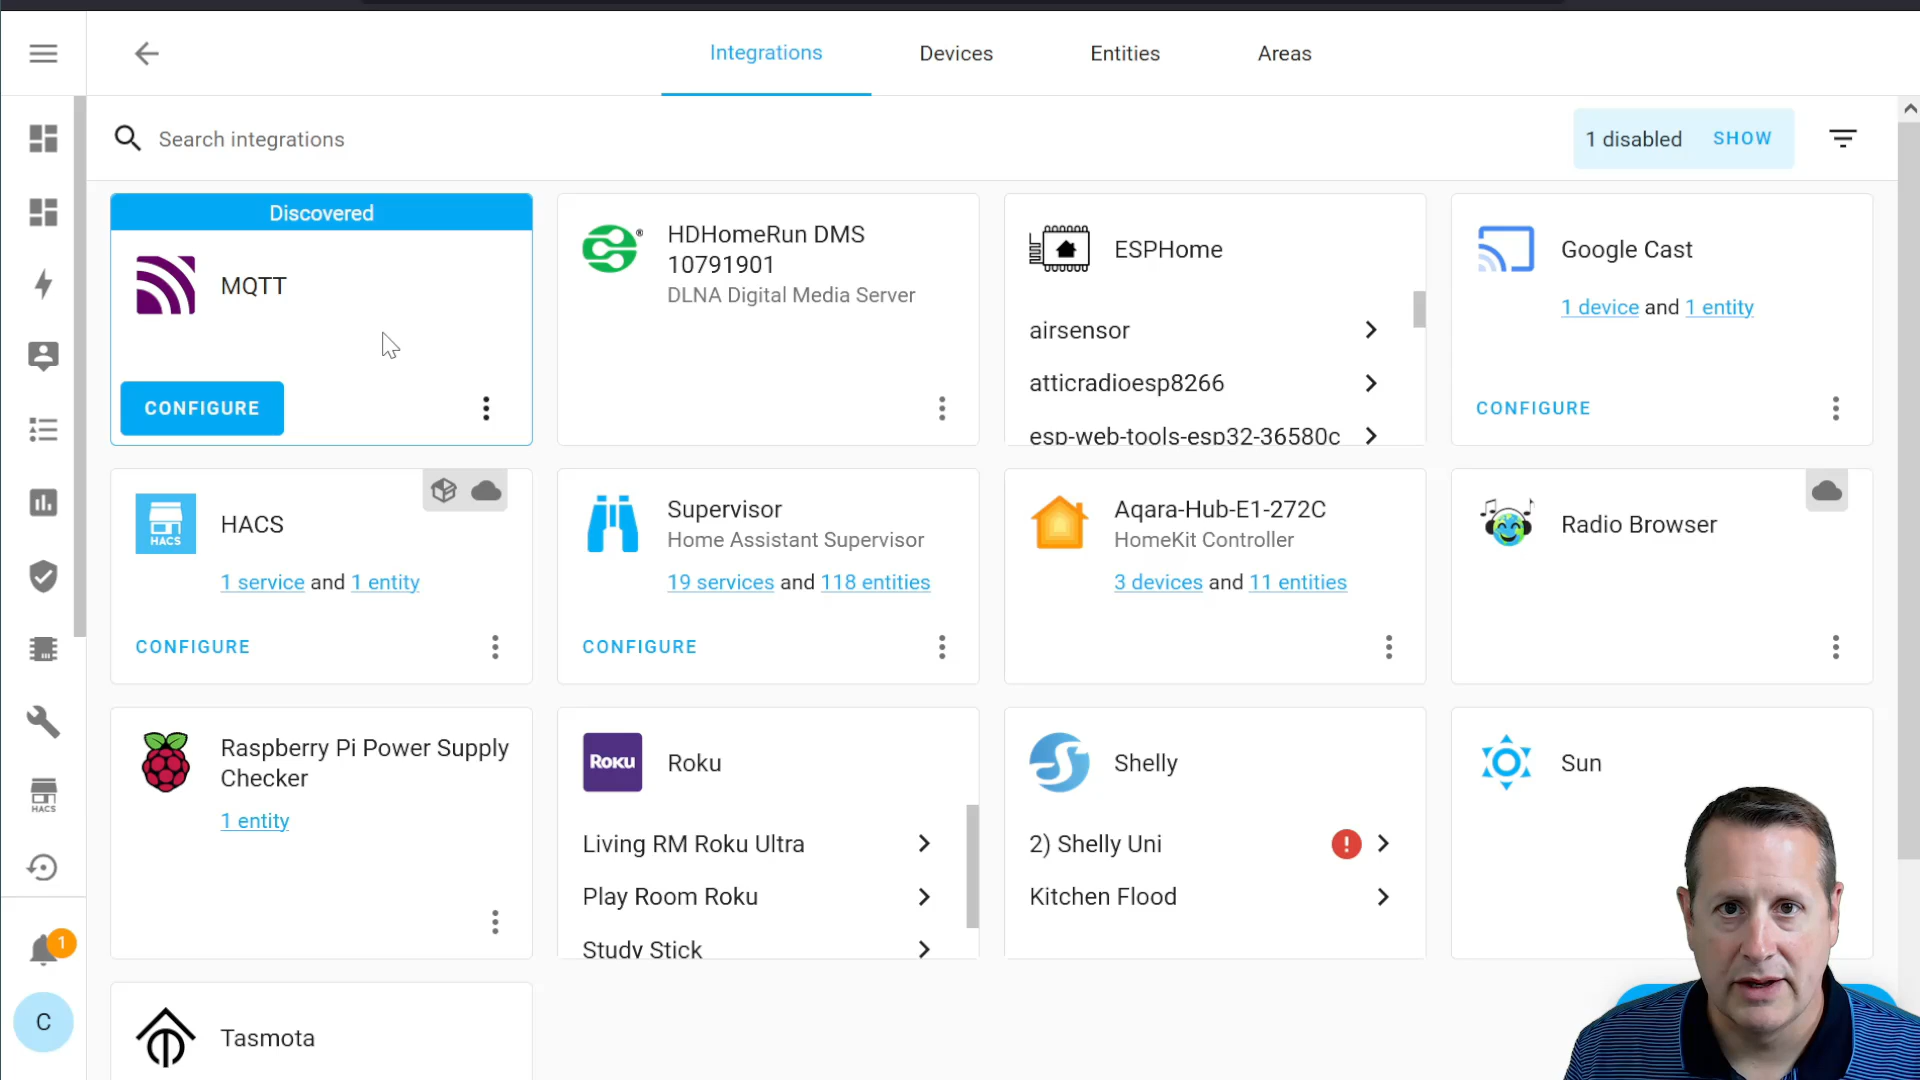 Integrations
Devices
Entities
Areas
Search integrations
1 disabled
SHOW
Discovered
MQTT
CONFIGURE
HDHomeRun DMS
10791901
DLNA Digital Media Server
ESPHome
airsensor
atticradioesp8266
esp-web-tools-esp32-36580c
Google Cast
1 device and 1 entity
CONFIGURE
HACS
HACS
1 service and 1 entity
CONFIGURE
Supervisor
Home Assistant Supervisor
19 services and 118 entities
CONFIGURE
Aqara-Hub-E1-272C
HomeKit Controller
3 devices and 11 entities
Radio Browser
Raspberry Pi Power Supply
Checker
1 entity
Roku
Roku
Living RM Roku Ultra
Play Room Roku
Study Stick
Shelly
2) Shelly Uni
Kitchen Flood
Sun
Tasmota
HACS
1
C